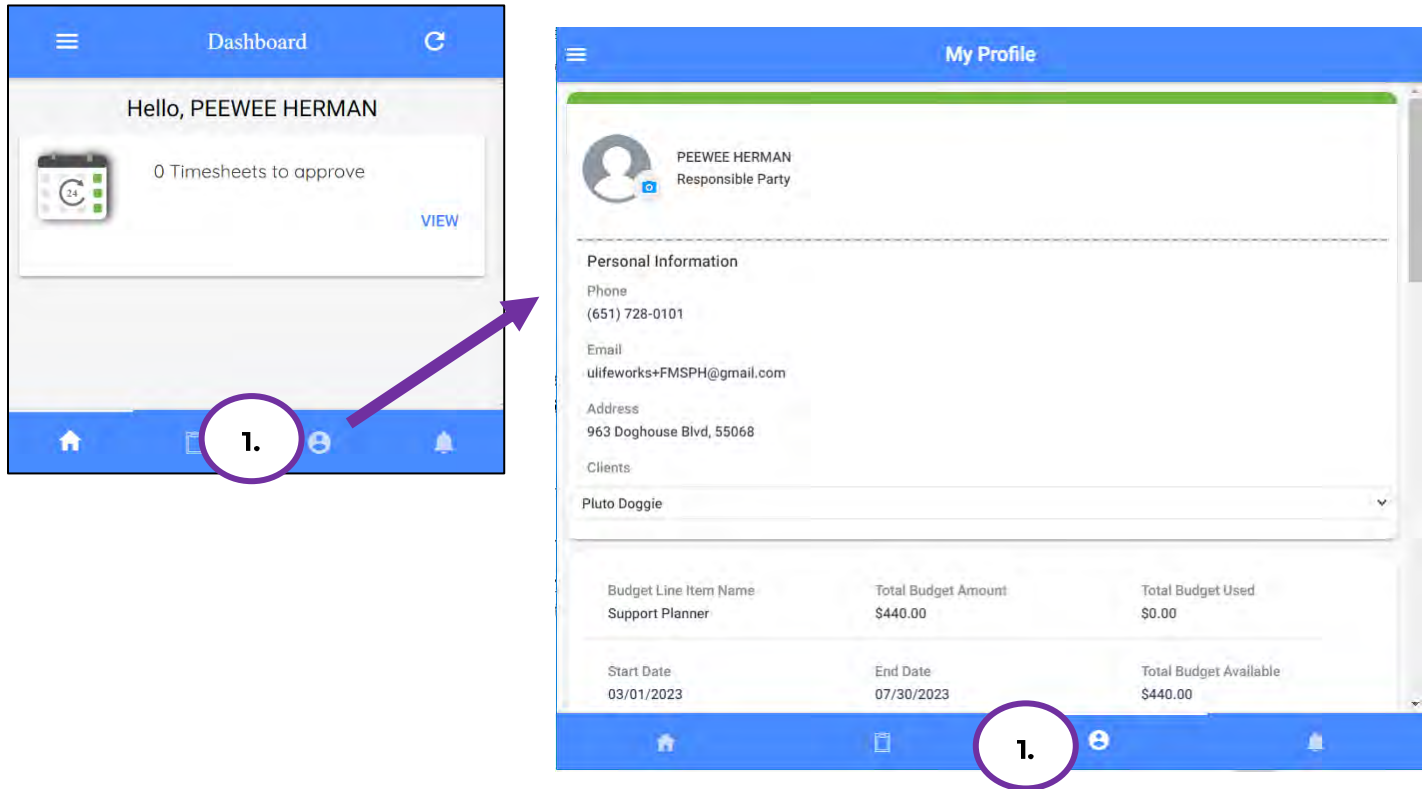 Dashboard
Hello, PEEWEE HERMAN
24
0 Timesheets to approve
VIEW
1.
My Profile
PEEWEE HERMAN
Responsible Party
Personal Information
Phone
(651) 728-0101
Email
ulifeworks+FMSPH@gmail.com
Address
963 Doghouse Blvd, 55068
Clients
Pluto Doggie
Budget Line Item Name Total Budget Amount Total Budget Used
Support Planner $440.00 $0.00
Start Date End Date Total Budget Available
03/01/2023 07/30/2023 $440.00
1.